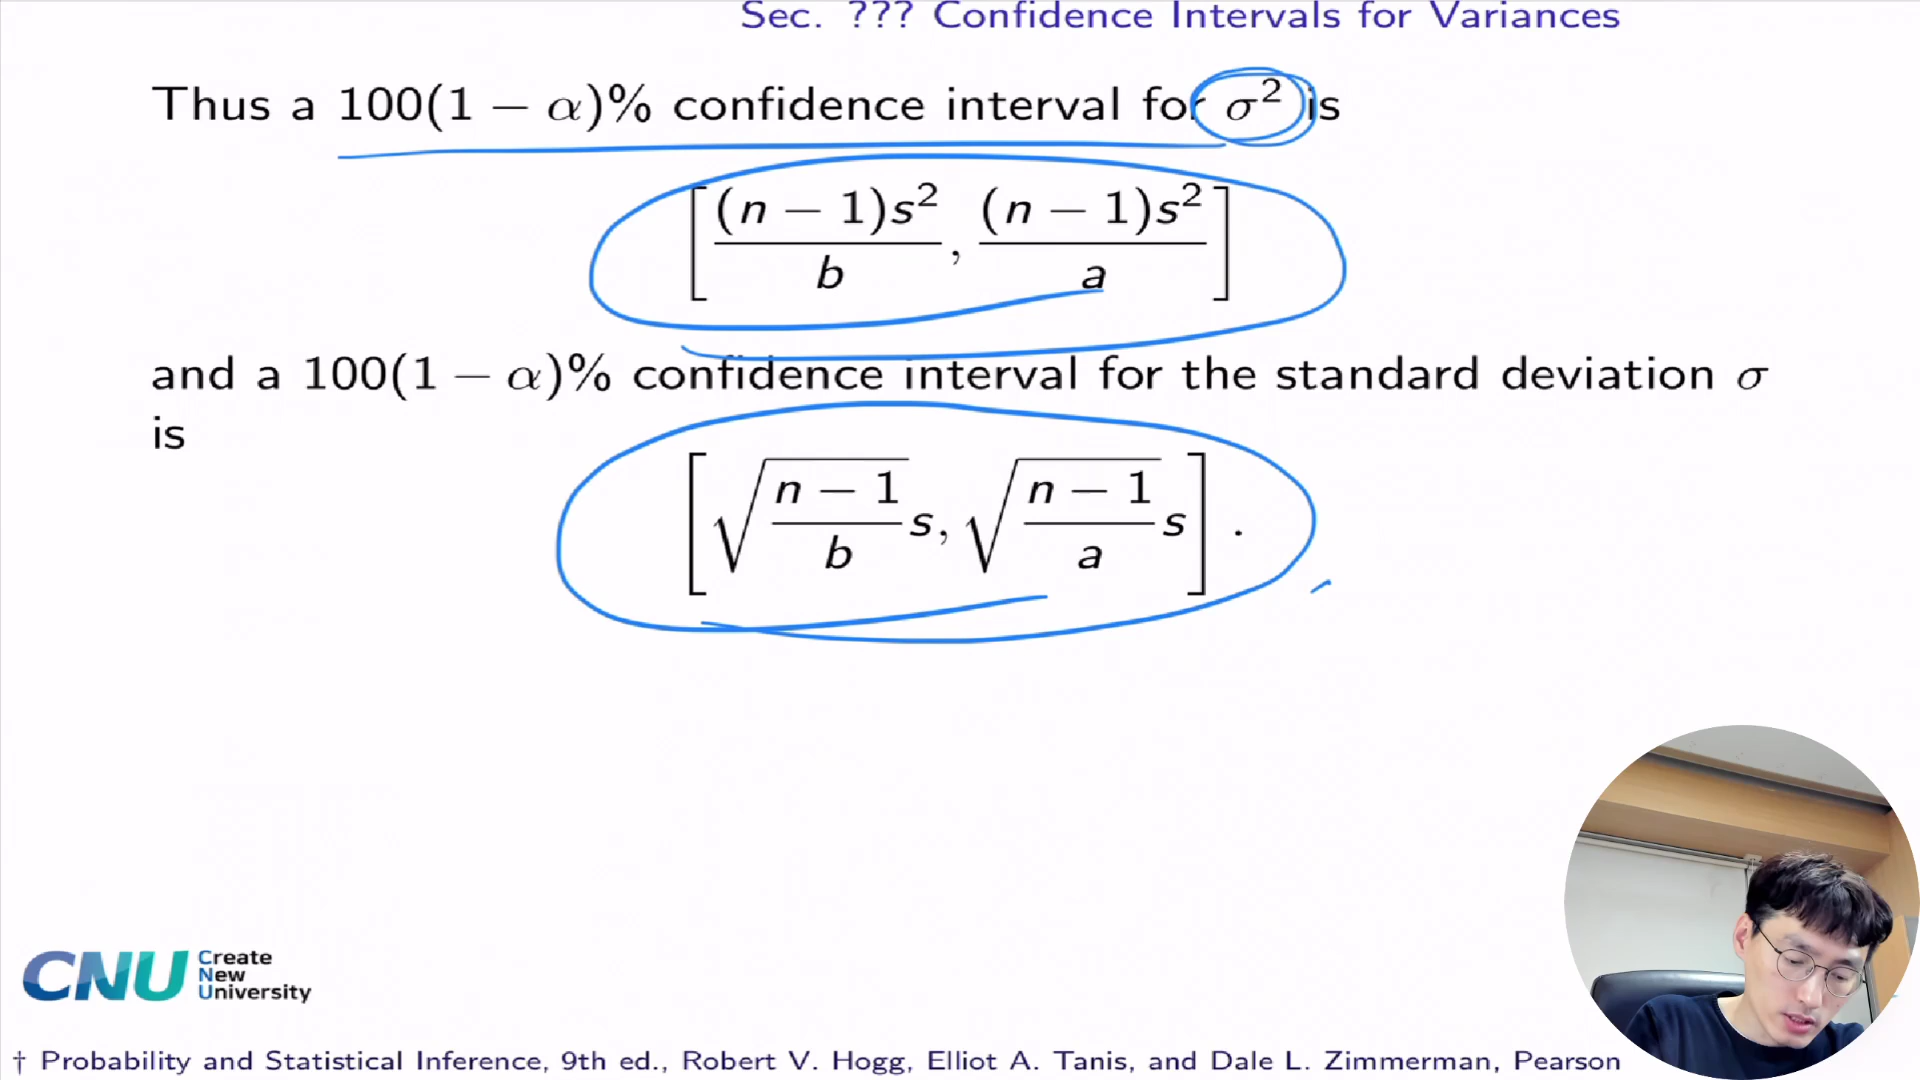 Sec. ??? Confidence Intervals for Variances
Thus a 100(1 − α)% confidence interval for σ² is
[(n − 1)s²/b, (n − 1)s²/a]
and a 100(1 − α)% confidence interval for the standard deviation σ
is
[√((n − 1)/b) s, √((n − 1)/a) s].
CNU Create
New
University
† Probability and Statistical Inference, 9th ed., Robert V. Hogg, Elliot A. Tanis, and Dale L. Zimmerman, Pearson